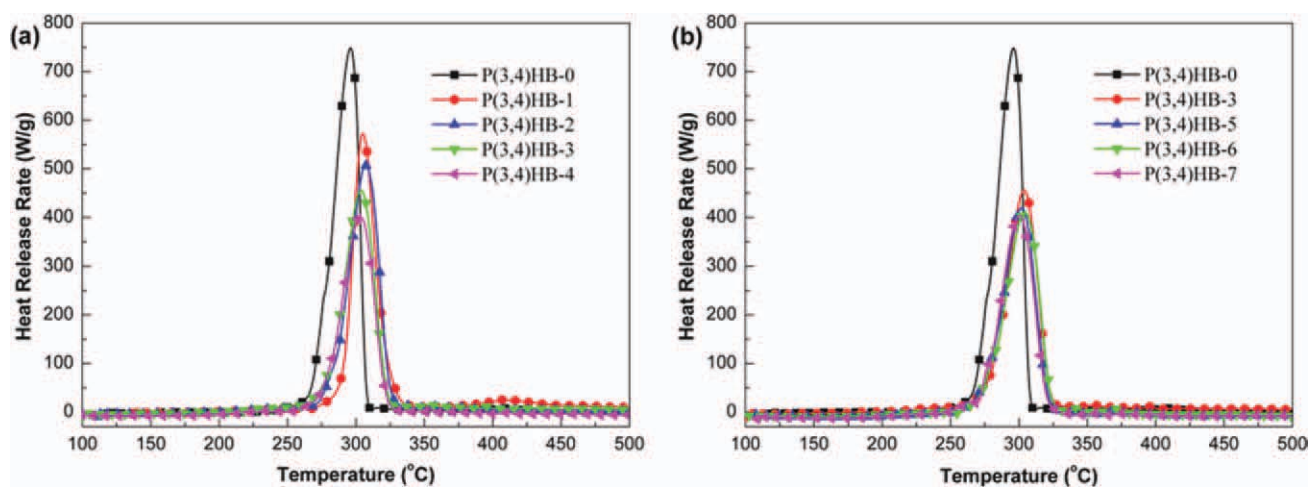 (a)
800
700
600
500
400
300
200
100
0
Heat Release Rate (W/g)
P(3,4)HB-0
P(3,4)HB-1
P(3,4)HB-2
P(3,4)HB-3
P(3,4)HB-4
100 150 200 250 300 350 400 450 500
Temperature (°C)
(b)
800
700
600
500
400
300
200
100
0
Heat Release Rate (W/g)
P(3,4)HB-0
P(3,4)HB-3
P(3,4)HB-5
P(3,4)HB-6
P(3,4)HB-7
100 150 200 250 300 350 400 450 500
Temperature (°C)